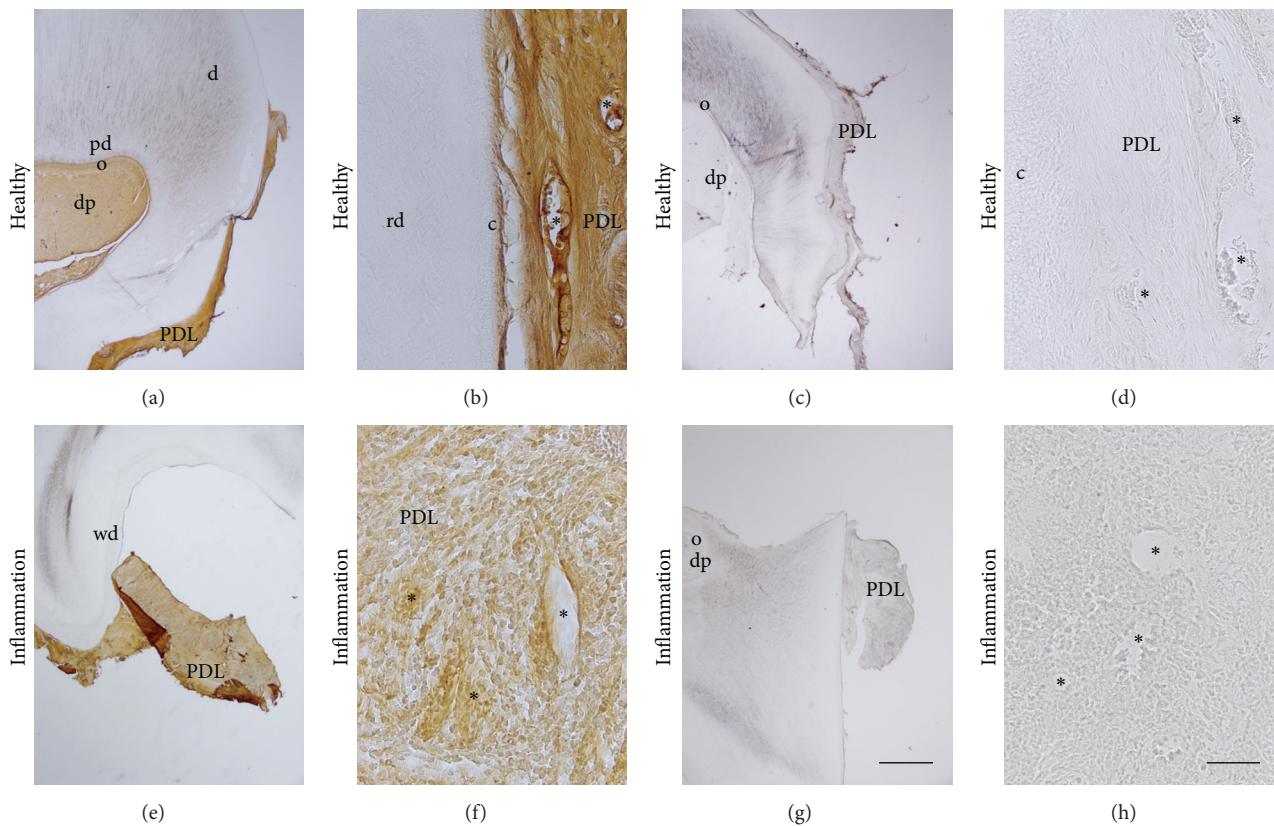 Healthy
d
pd
o
dp
PDL
(a)
Healthy
*
*
rd
c
PDL
(b)
Healthy
o
PDL
dp
(c)
Healthy
*
PDL
c
*
*
(d)
Inflammation
wd
PDL
(e)
Inflammation
PDL
*
*
*
(f)
Inflammation
o
dp
PDL
(g)
Inflammation
*
*
*
(h)